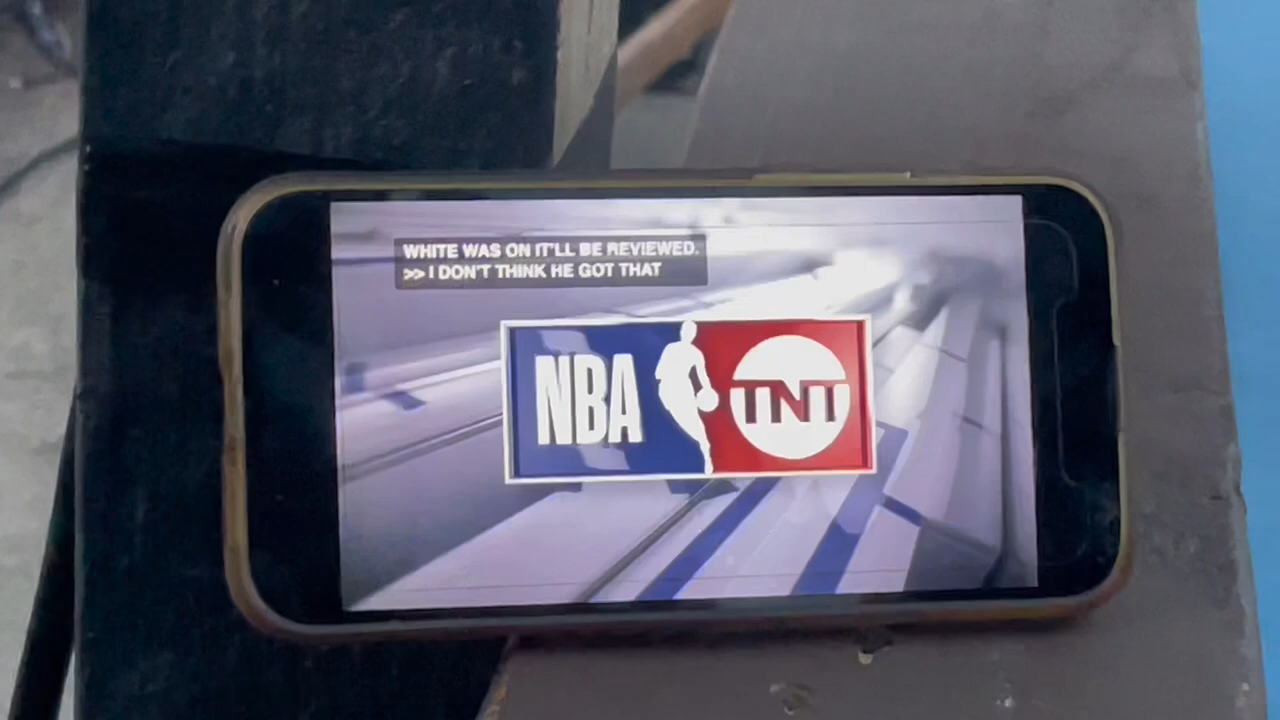 WHITE WAS ON IT'LL BE REVIEWED.
>> I DON'T THINK HE GOT THAT
NBA TNT